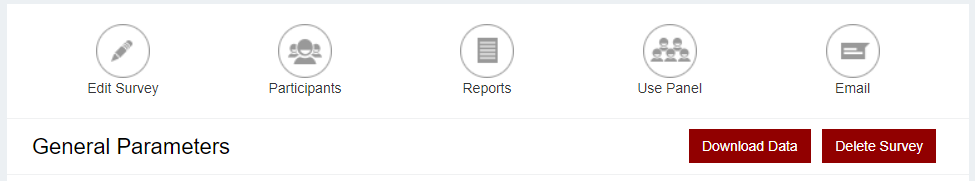 Edit Survey Participants Reports Use Panel Email
General Parameters Download Data Delete Survey